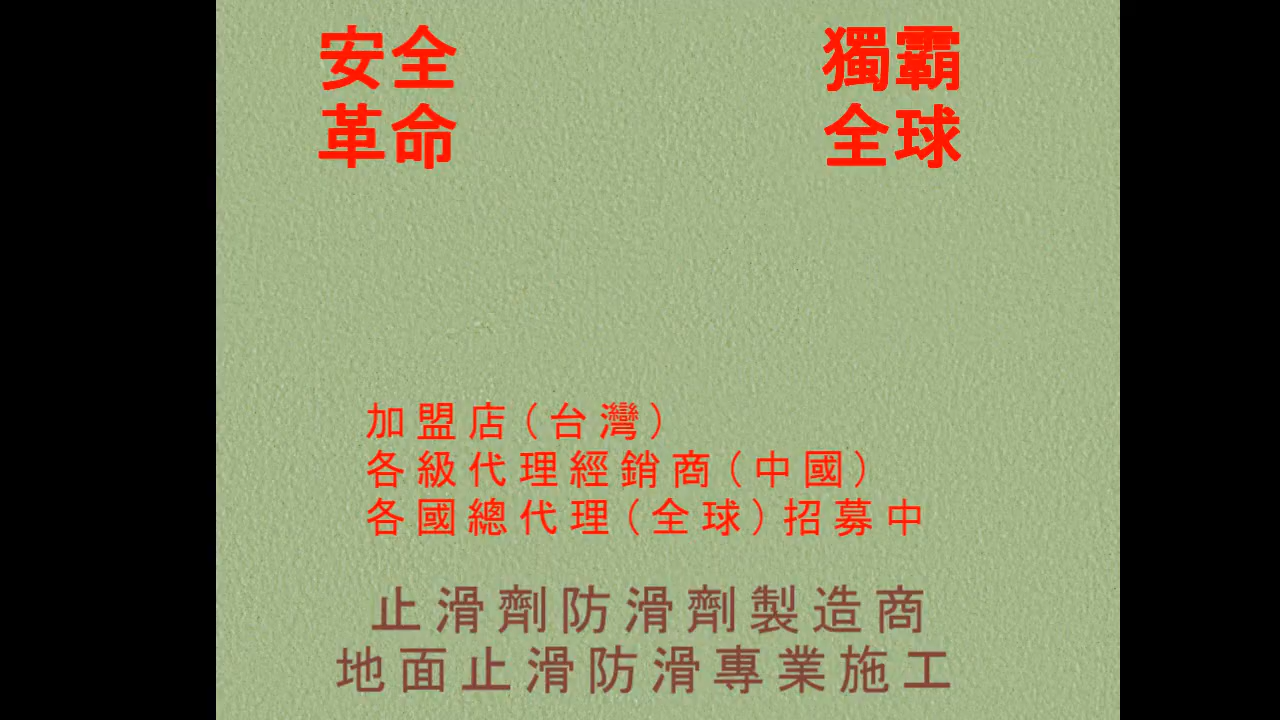 安全
革命
獨霸
全球
加盟店(台灣)
各級代理經銷商(中國)
各國總代理(全球)招募中
止滑劑防滑劑製造商
地面止滑防滑專業施工